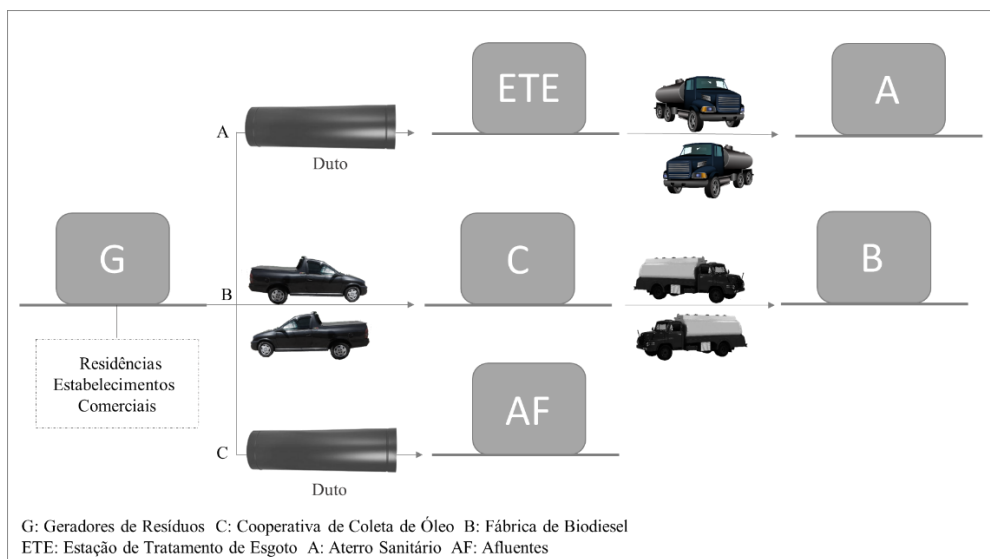 ETE
A
A
Duto
G
B
C
B
Residências
Estabelecimentos
Comerciais
AF
C
Duto
G: Geradores de Resíduos C: Cooperativa de Coleta de Óleo B: Fábrica de Biodiesel
ETE: Estação de Tratamento de Esgoto A: Aterro Sanitário AF: Afluentes